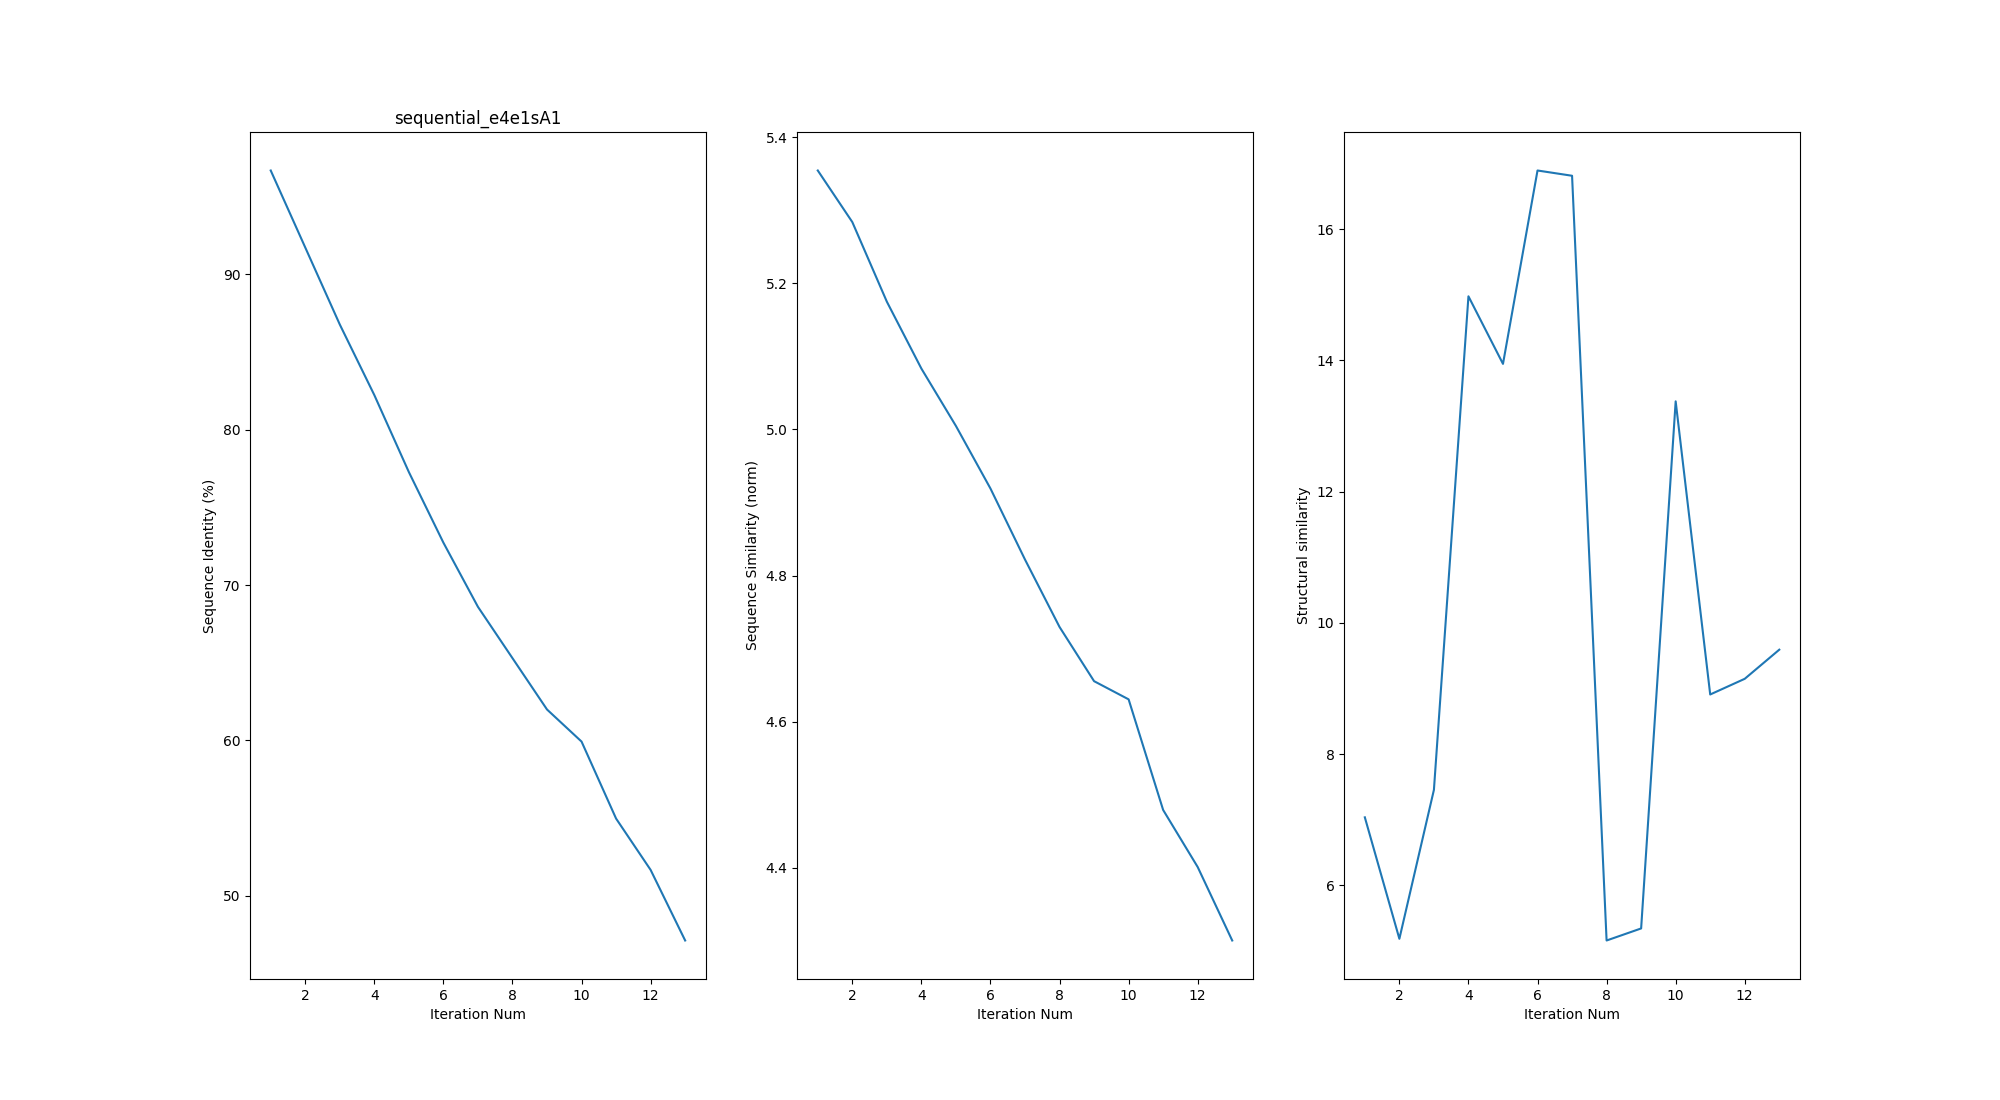 sequential_e4e1sA1
Sequence Identity (%)
90
80
70
60
50
2 4 6 8 10 12
Iteration Num
Sequence Similarity (norm)
5.4
5.2
5.0
4.8
4.6
4.4
2 4 6 8 10 12
Iteration Num
Structural similarity
16
14
12
10
8
6
2 4 6 8 10 12
Iteration Num